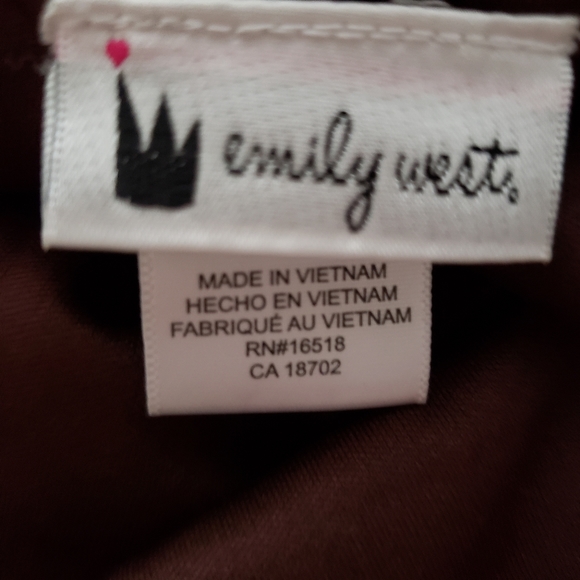 emily west
MADE IN VIETNAM
HECHO EN VIETNAM
FABRIQUÉ AU VIETNAM
RN#16518
CA 18702